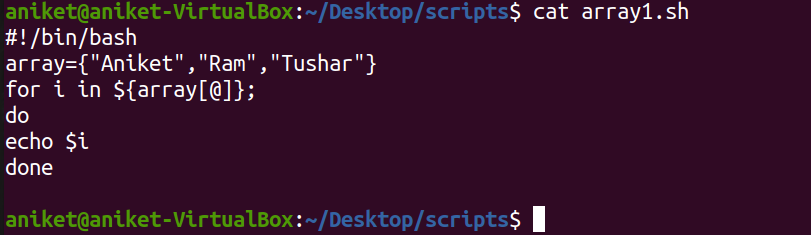 aniket@aniket-VirtualBox:~/Desktop/scripts$ cat array1.sh
#!/bin/bash
array={"Aniket","Ram","Tushar"}
for i in ${array[@]};
do
echo $i
done
aniket@aniket-VirtualBox:~/Desktop/scripts$